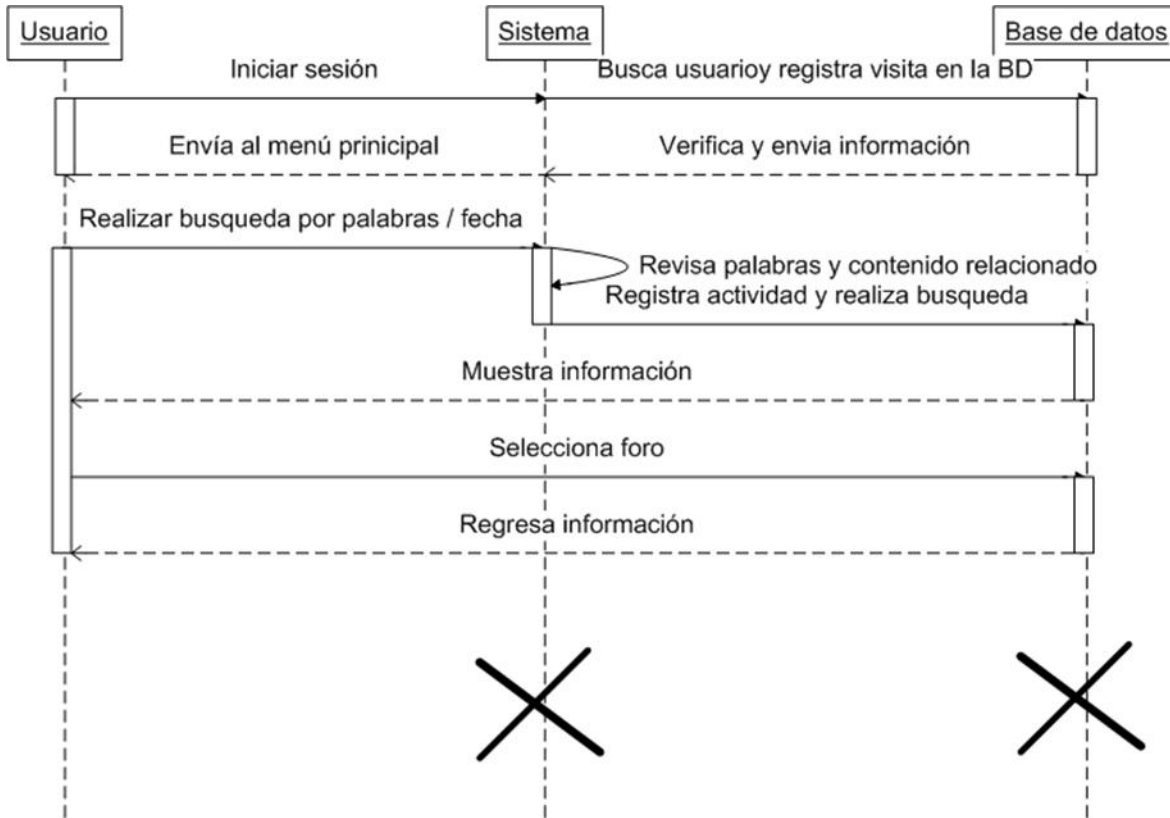 Usuario
Sistema
Base de datos
Iniciar sesión
Busca usuarioy registra visita en la BD
Envía al menú prinicipal
Verifica y envia información
Realizar busqueda por palabras / fecha
Revisa palabras y contenido relacionado
Registra actividad y realiza busqueda
Muestra información
Selecciona foro
Regresa información